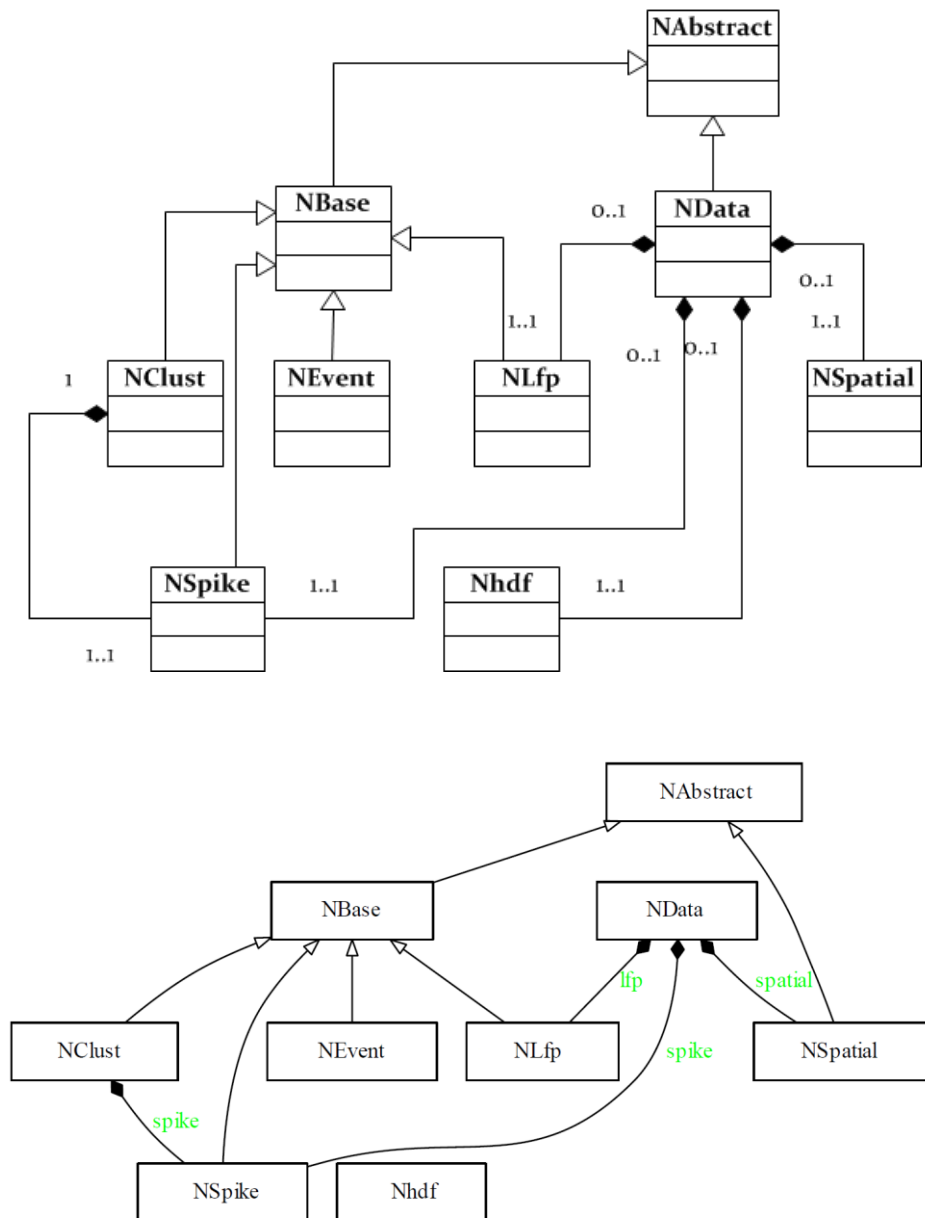 NAbstract
NBase
0..1
NData
0..1
1..1
0..1
0..1
1..1
1
NClust
NEvent
NLfp
NSpatial
NSpike
1..1
Nhdf
1..1
1..1
NAbstract
NBase
NData
lfp
spatial
NClust
NEvent
NLfp
spike
NSpatial
spike
NSpike
Nhdf